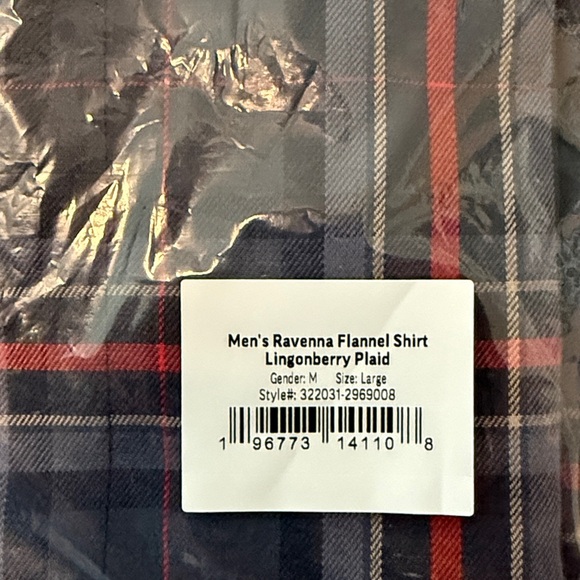 Men's Ravenna Flannel Shirt
Lingonberry Plaid
Gender: M Size: Large
Style#: 322031-2969008
1 96773 14110 8